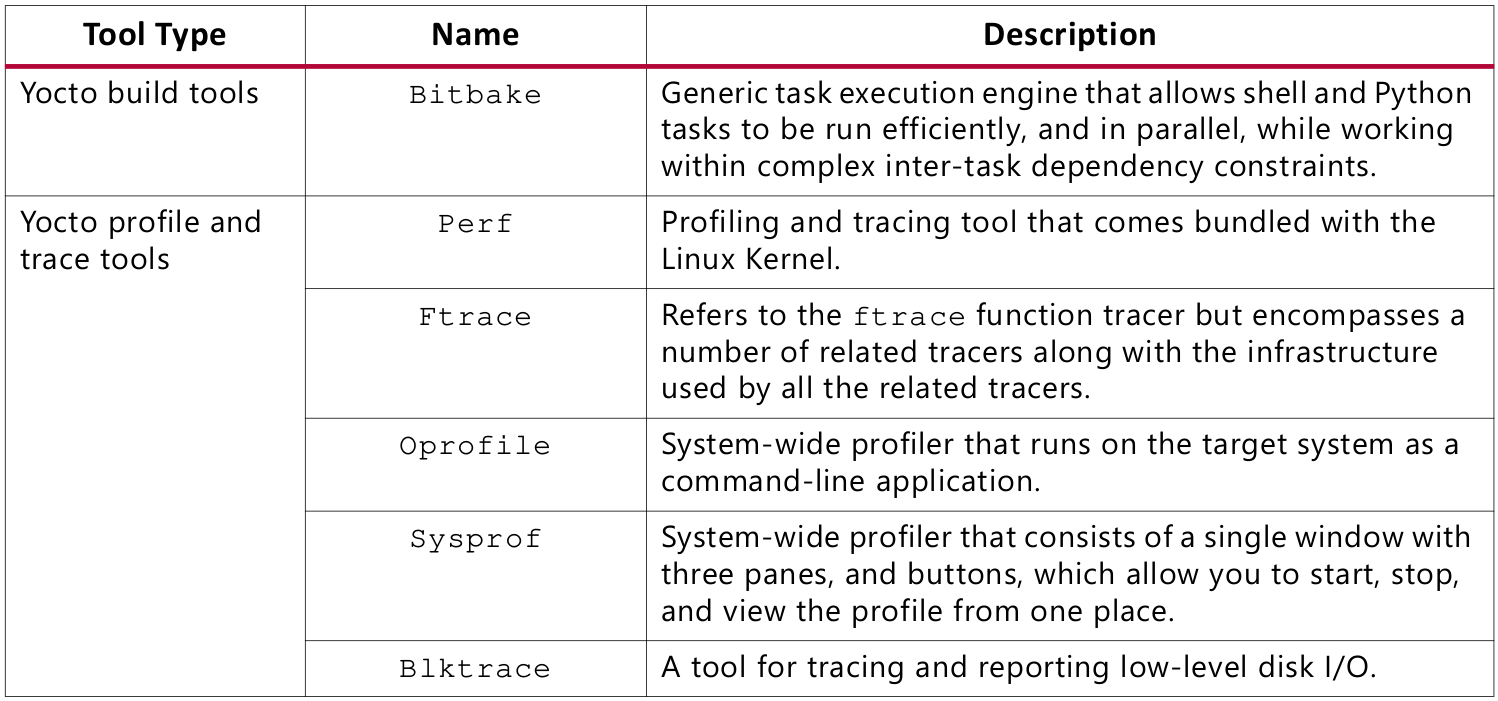 Tool Type Name Description
Yocto build tools Bitbake Generic task execution engine that allows shell and Python
tasks to be run efficiently, and in parallel, while working
within complex inter-task dependency constraints.
Yocto profile and Perf Profiling and tracing tool that comes bundled with the
trace tools Linux Kernel.
Ftrace Refers to the ftrace function tracer but encompasses a
number of related tracers along with the infrastructure
used by all the related tracers.
Oprofile System-wide profiler that runs on the target system as a
command-line application.
Sysprof System-wide profiler that consists of a single window with
three panes, and buttons, which allow you to start, stop,
and view the profile from one place.
Blktrace A tool for tracing and reporting low-level disk I/O.